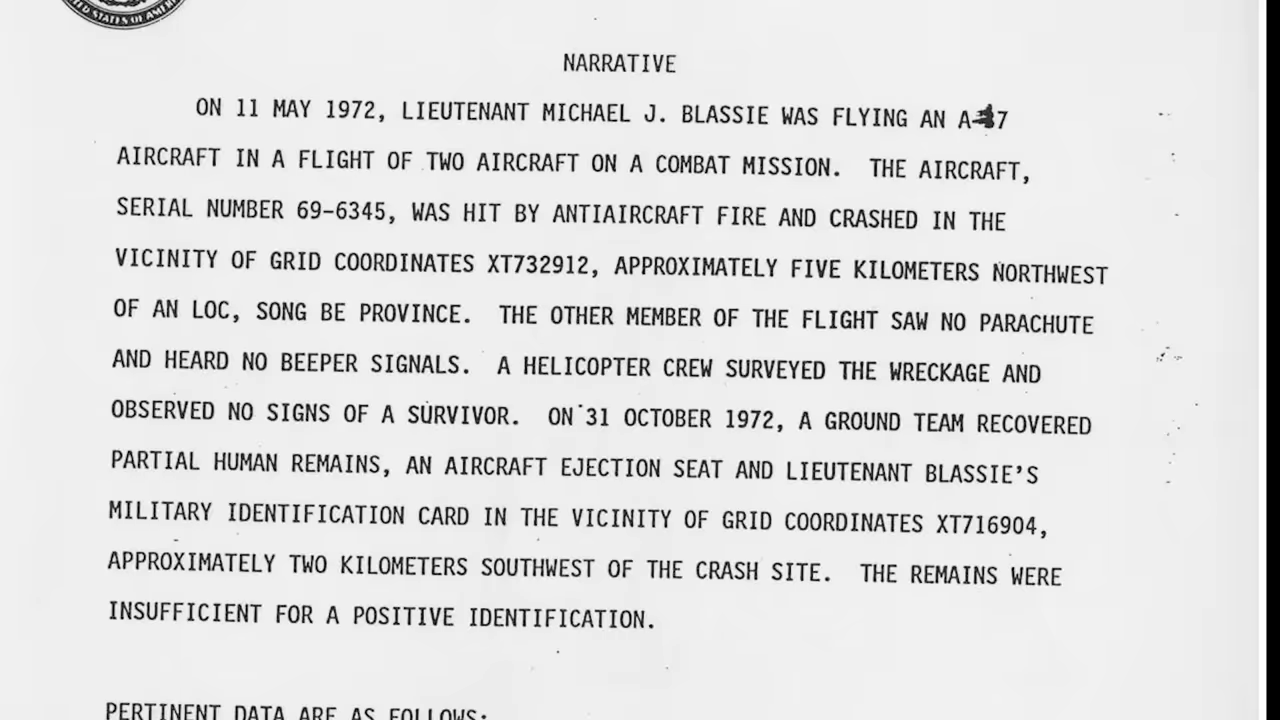 UNITED STATES OF AMERICA
NARRATIVE
ON 11 MAY 1972, LIEUTENANT MICHAEL J. BLASSIE WAS FLYING AN A-37
AIRCRAFT IN A FLIGHT OF TWO AIRCRAFT ON A COMBAT MISSION. THE AIRCRAFT,
SERIAL NUMBER 69-6345, WAS HIT BY ANTIAIRCRAFT FIRE AND CRASHED IN THE
VICINITY OF GRID COORDINATES XT732912, APPROXIMATELY FIVE KILOMETERS NORTHWEST
OF AN LOC, SONG BE PROVINCE. THE OTHER MEMBER OF THE FLIGHT SAW NO PARACHUTE
AND HEARD NO BEEPER SIGNALS. A HELICOPTER CREW SURVEYED THE WRECKAGE AND
OBSERVED NO SIGNS OF A SURVIVOR. ON 31 OCTOBER 1972, A GROUND TEAM RECOVERED
PARTIAL HUMAN REMAINS, AN AIRCRAFT EJECTION SEAT AND LIEUTENANT BLASSIE'S
MILITARY IDENTIFICATION CARD IN THE VICINITY OF GRID COORDINATES XT716904,
APPROXIMATELY TWO KILOMETERS SOUTHWEST OF THE CRASH SITE. THE REMAINS WERE
INSUFFICIENT FOR A POSITIVE IDENTIFICATION.
PERTINENT DATA ARE AS FOLLOWS: